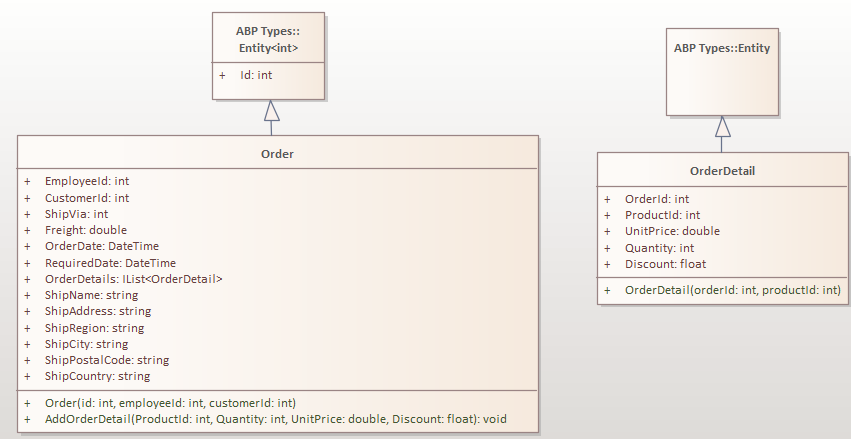 ABP Types::
Entity<int>
+ Id: int
Order
+ EmployeeId: int
+ CustomerId: int
+ ShipVia: int
+ Freight: double
+ OrderDate: DateTime
+ RequiredDate: DateTime
+ OrderDetails: IList<OrderDetail>
+ ShipName: string
+ ShipAddress: string
+ ShipRegion: string
+ ShipCity: string
+ ShipPostalCode: string
+ ShipCountry: string
+ Order(id: int, employeeId: int, customerId: int)
+ AddOrderDetail(ProductId: int, Quantity: int, UnitPrice: double, Discount: float): void
ABP Types::Entity
OrderDetail
+ OrderId: int
+ ProductId: int
+ UnitPrice: double
+ Quantity: int
+ Discount: float
+ OrderDetail(orderId: int, productId: int)